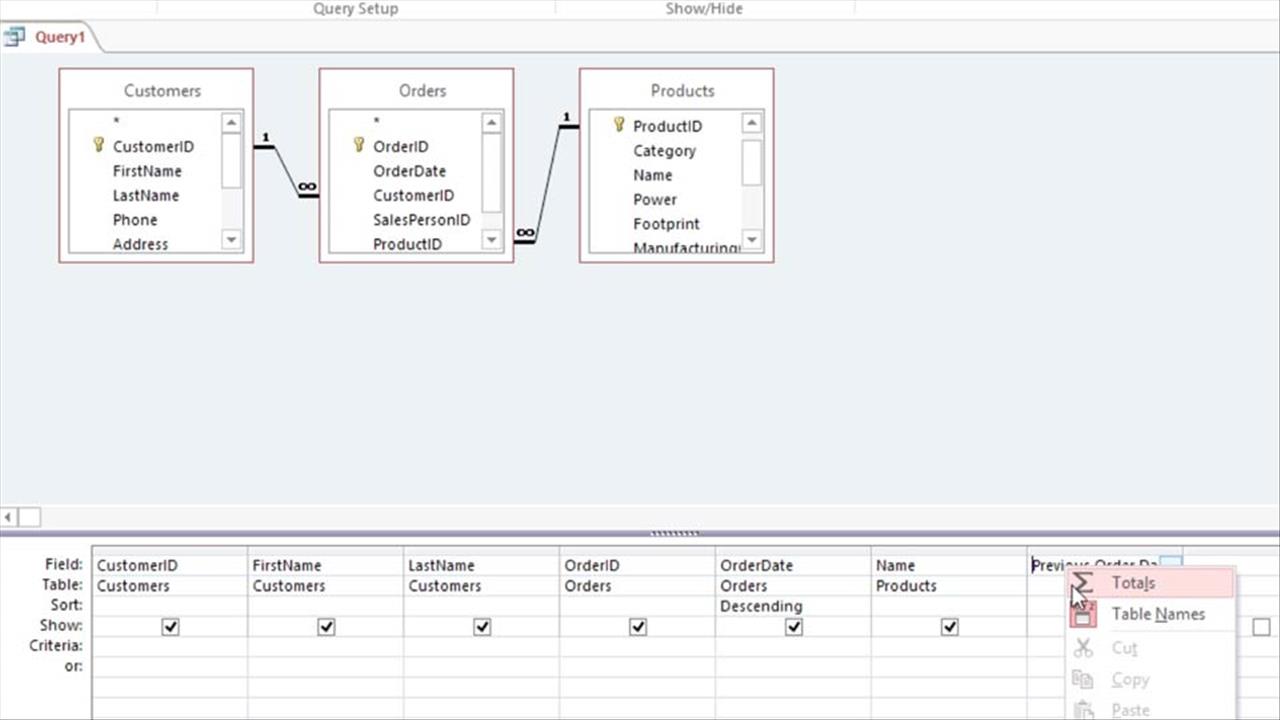 Query Setup Show/Hide
Query1
Customers Orders Products
* * ProductID
CustomerID OrderID Category
FirstName OrderDate Name
LastName CustomerID Power
Phone SalesPersonID Footprint
Address ProductID Manufacturing
1 ∞ 1 ∞
Field: CustomerID FirstName LastName OrderID OrderDate Name Previous Order Da
Table: Customers Customers Customers Orders Orders Products
Sort: Descending
Show:
Criteria:
or:
Totals
Table Names
Cut
Copy
Paste